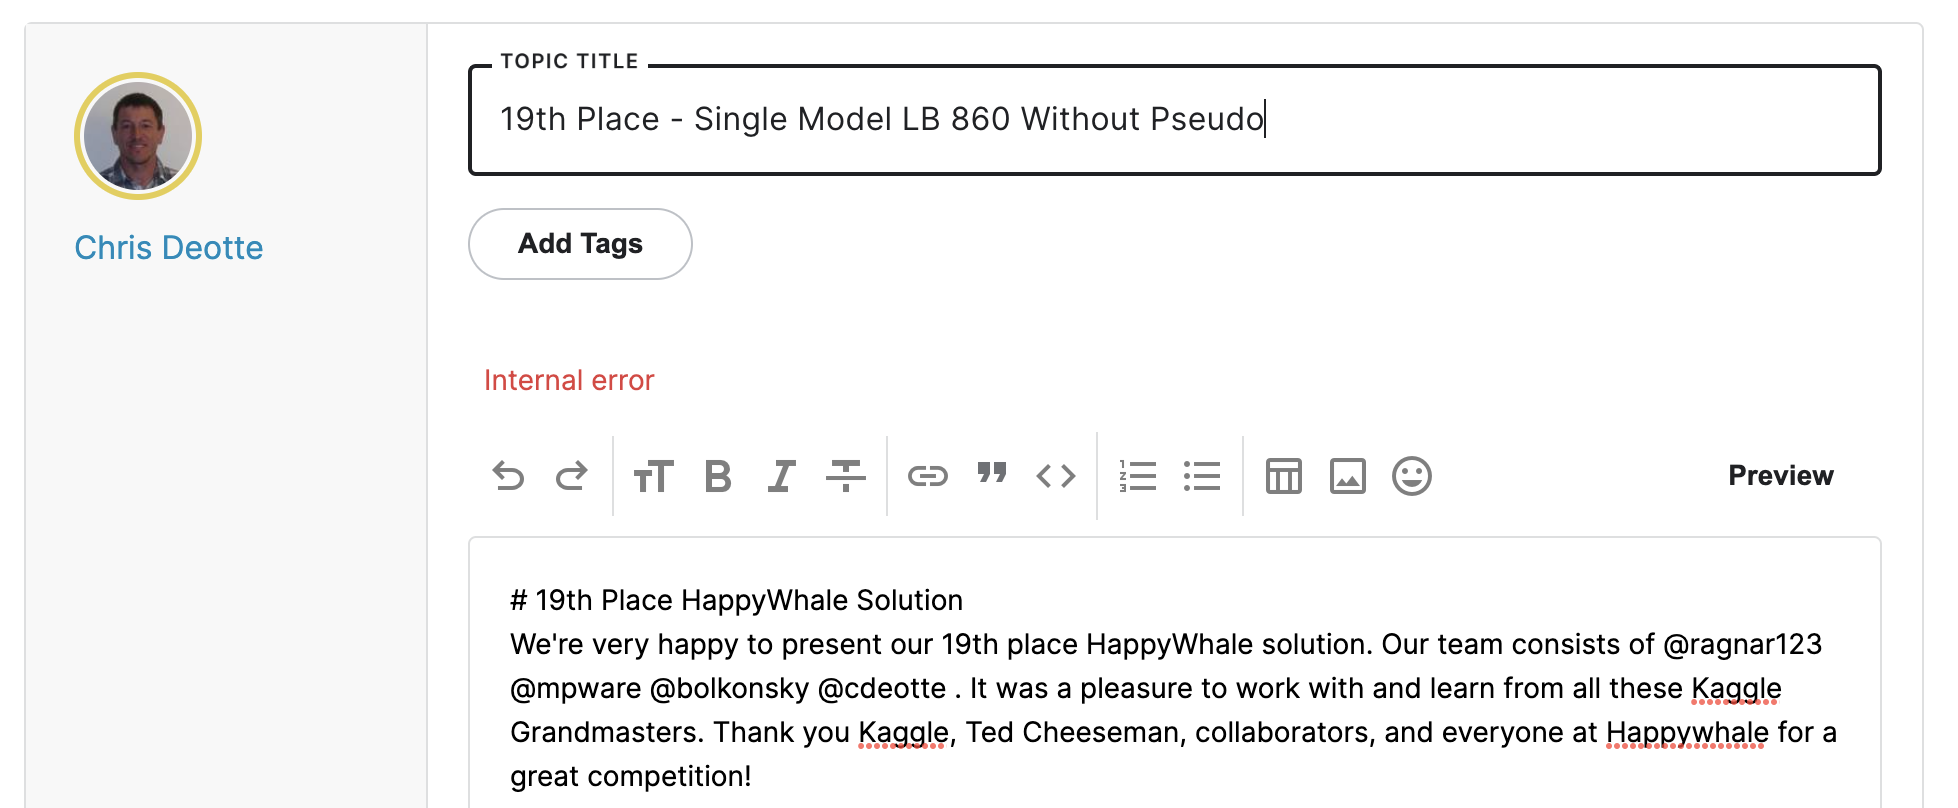 TOPIC TITLE
19th Place - Single Model LB 860 Without Pseudo
Chris Deotte
Add Tags
Internal error
Preview
# 19th Place HappyWhale Solution
We're very happy to present our 19th place HappyWhale solution. Our team consists of @ragnar123
@mpware @bolkonsky @cdeotte . It was a pleasure to work with and learn from all these Kaggle
Grandmasters. Thank you Kaggle, Ted Cheeseman, collaborators, and everyone at Happywhale for a
great competition!